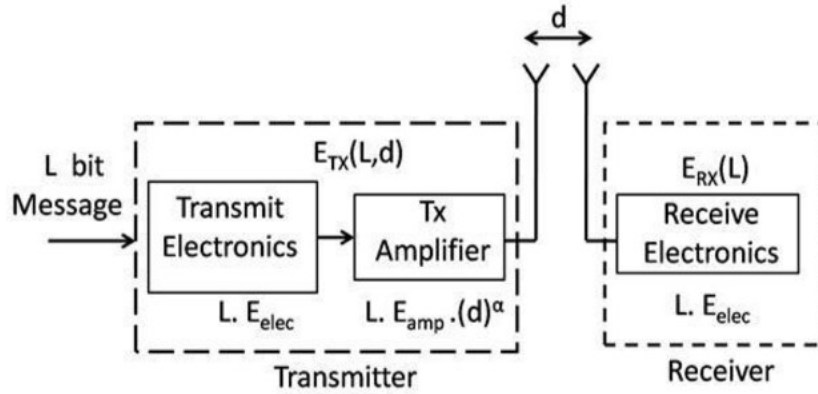 d
E_TX(L,d)
L bit
Message
Transmit
Electronics
Tx
Amplifier
L. E_elec
L. E_amp .(d)^α
Transmitter
E_RX(L)
Receive
Electronics
L. E_elec
Receiver